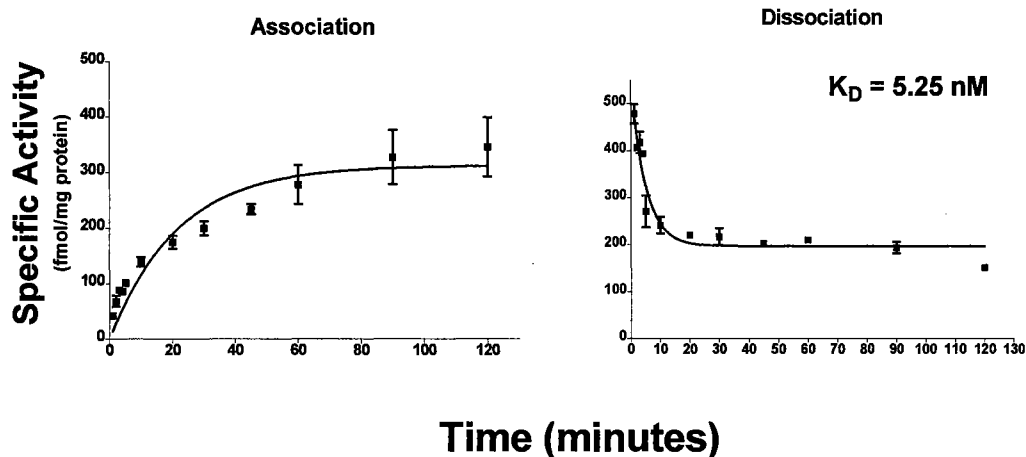 Association
Specific Activity
(fmol/mg protein)
500
400
300
200
100
0
0 20 40 60 80 100 120
Dissociation
K_D = 5.25 nM
500
400
300
200
100
0
0 10 20 30 40 50 60 70 80 90 100 110 120 130
Time (minutes)